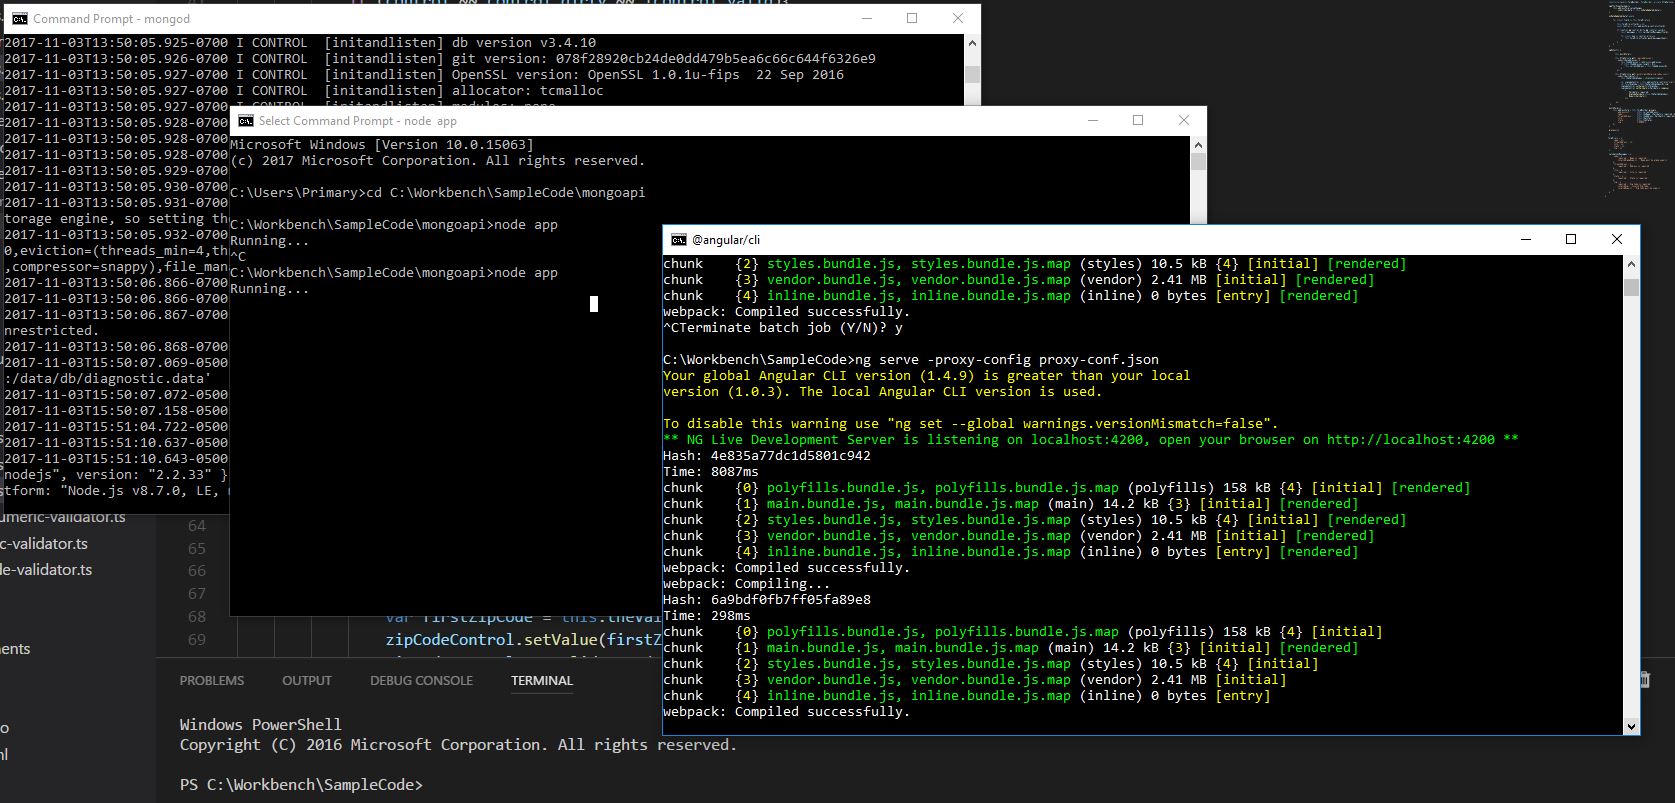 Command Prompt - mongod
2017-11-03T13:50:05.925-0700 I CONTROL  [initandlisten] db version v3.4.10
2017-11-03T13:50:05.926-0700 I CONTROL  [initandlisten] git version: 078f28920cb24de0dd479b5ea6c66c644f6326e9
2017-11-03T13:50:05.927-0700 I CONTROL  [initandlisten] OpenSSL version: OpenSSL 1.0.1u-fips  22 Sep 2016
2017-11-03T13:50:05.927-0700 I CONTROL  [initandlisten] allocator: tcmalloc
2017-11-03T13:50:05.927-0700 I CONTROL  [initandlisten] modules: none
2017-11-03T13:50:05.928-0700
2017-11-03T13:50:05.928-0700
2017-11-03T13:50:05.928-0700
2017-11-03T13:50:05.929-0700
2017-11-03T13:50:05.930-0700
2017-11-03T13:50:05.931-0700
torage engine, so setting th
2017-11-03T13:50:05.932-0700
0,eviction=(threads_min=4,th
,compressor=snappy),file_man
2017-11-03T13:50:06.866-0700
2017-11-03T13:50:06.866-0700
2017-11-03T13:50:06.867-0700
nrestricted.
2017-11-03T13:50:06.868-0700
2017-11-03T15:50:07.069-0500
:/data/db/diagnostic.data'
2017-11-03T15:50:07.072-0500
2017-11-03T15:50:07.158-0500
2017-11-03T15:51:04.722-0500
2017-11-03T15:51:10.637-0500
2017-11-03T15:51:10.643-0500
nodejs", version: "2.2.33" }
tform: "Node.js v8.7.0, LE,
Select Command Prompt - node  app
Microsoft Windows [Version 10.0.15063]
(c) 2017 Microsoft Corporation. All rights reserved.
C:\Users\Primary>cd C:\Workbench\SampleCode\mongoapi
C:\Workbench\SampleCode\mongoapi>node app
Running...
^C
C:\Workbench\SampleCode\mongoapi>node app
Running...
@angular/cli
chunk    {2} styles.bundle.js, styles.bundle.js.map (styles) 10.5 kB {4} [initial] [rendered]
chunk    {3} vendor.bundle.js, vendor.bundle.js.map (vendor) 2.41 MB [initial] [rendered]
chunk    {4} inline.bundle.js, inline.bundle.js.map (inline) 0 bytes [entry] [rendered]
webpack: Compiled successfully.
^CTerminate batch job (Y/N)? y
C:\Workbench\SampleCode>ng serve -proxy-config proxy-conf.json
Your global Angular CLI version (1.4.9) is greater than your local
version (1.0.3). The local Angular CLI version is used.
To disable this warning use "ng set --global warnings.versionMismatch=false".
** NG Live Development Server is listening on localhost:4200, open your browser on http://localhost:4200 **
Hash: 4e835a77dc1d5801c942
Time: 8087ms
chunk    {0} polyfills.bundle.js, polyfills.bundle.js.map (polyfills) 158 kB {4} [initial] [rendered]
chunk    {1} main.bundle.js, main.bundle.js.map (main) 14.2 kB {3} [initial] [rendered]
chunk    {2} styles.bundle.js, styles.bundle.js.map (styles) 10.5 kB {4} [initial] [rendered]
chunk    {3} vendor.bundle.js, vendor.bundle.js.map (vendor) 2.41 MB [initial] [rendered]
chunk    {4} inline.bundle.js, inline.bundle.js.map (inline) 0 bytes [entry] [rendered]
webpack: Compiled successfully.
webpack: Compiling...
Hash: 6a9bdf0fb7ff05fa89e8
Time: 298ms
chunk    {0} polyfills.bundle.js, polyfills.bundle.js.map (polyfills) 158 kB {4} [initial]
chunk    {1} main.bundle.js, main.bundle.js.map (main) 14.2 kB {3} [initial] [rendered]
chunk    {2} styles.bundle.js, styles.bundle.js.map (styles) 10.5 kB {4} [initial]
chunk    {3} vendor.bundle.js, vendor.bundle.js.map (vendor) 2.41 MB [initial]
chunk    {4} inline.bundle.js, inline.bundle.js.map (inline) 0 bytes [entry]
webpack: Compiled successfully.
umeric-validator.ts
c-validator.ts
le-validator.ts
ents
o
nl
64
65
66
67
68 var firstZipCode = this.theVal
69 zipCodeControl.setValue(firstZ
PROBLEMS OUTPUT DEBUG CONSOLE TERMINAL
Windows PowerShell
Copyright (C) 2016 Microsoft Corporation. All rights reserved.
PS C:\Workbench\SampleCode>